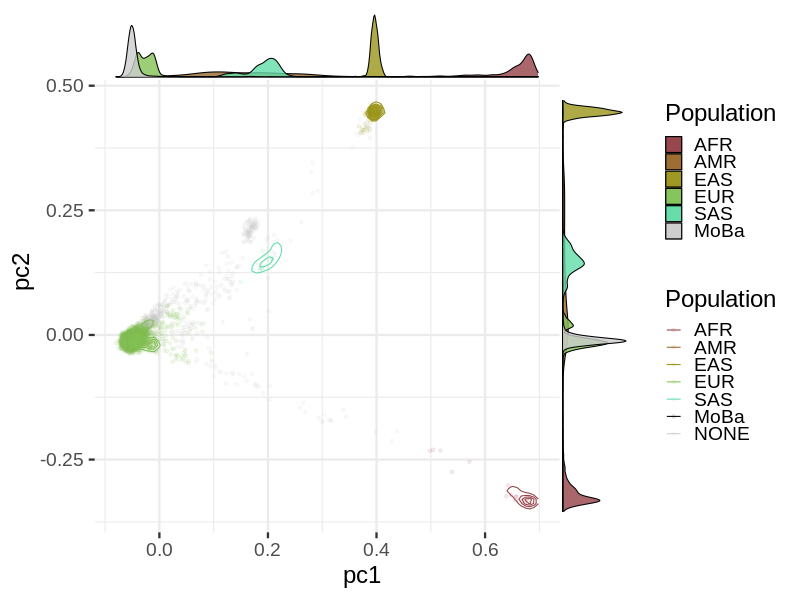 0.50
0.25
0.00
-0.25
pc2
0.0 0.2 0.4 0.6
pc1
Population
AFR
AMR
EAS
EUR
SAS
MoBa
Population
AFR
AMR
EAS
EUR
SAS
MoBa
NONE